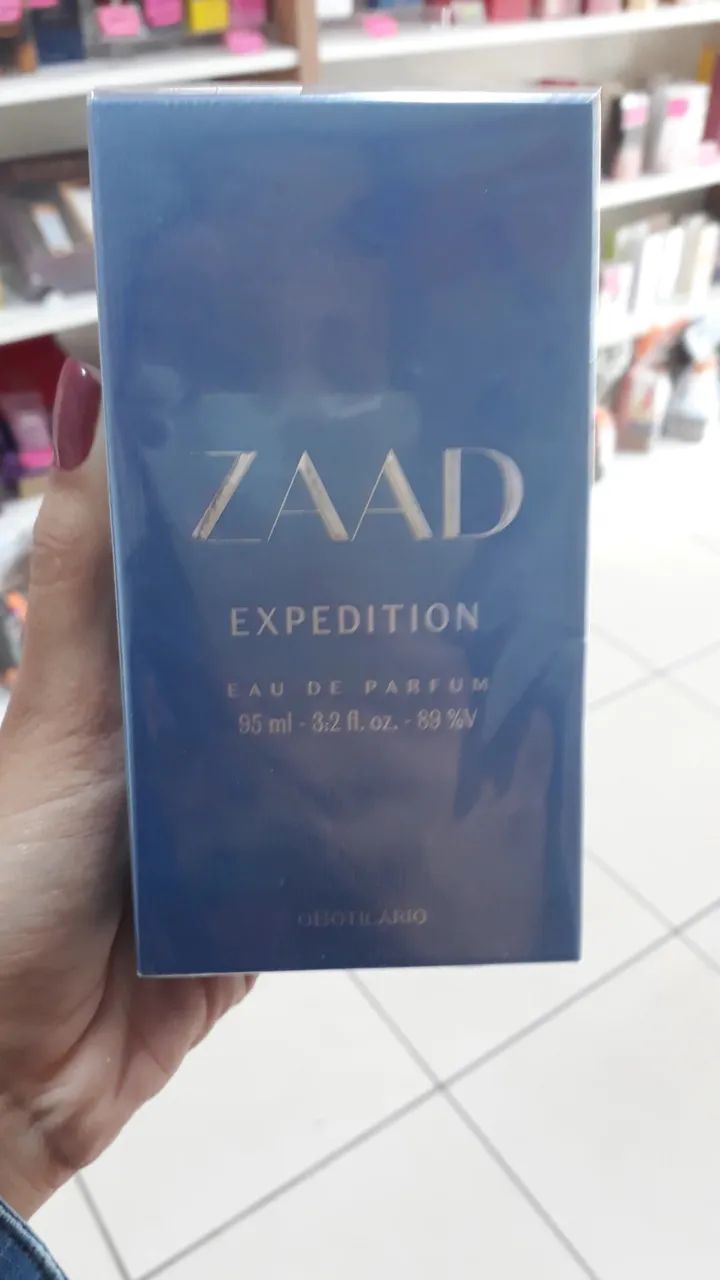 ZAAD
EXPEDITION
EAU DE PARFUM
95 ml - 3.2 fl. oz. - 89 %V
OBOTICÁRIO